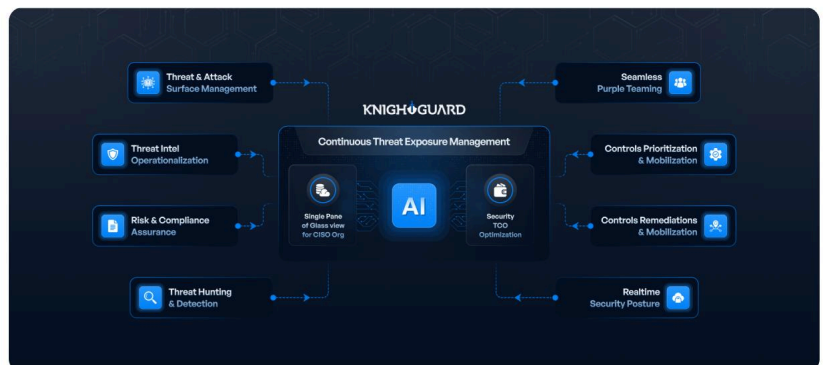 Threat & Attack
Surface Management
Seamless
Purple Teaming
KNIGHTGUARD
Continuous Threat Exposure Management
Threat Intel
Operationalization
Controls Prioritization
& Mobilization
AI
Single Pane
of Glass view
for CISO Org
Security
TCO
Optimization
Risk & Compliance
Assurance
Controls Remediations
& Mobilization
Threat Hunting
& Detection
Realtime
Security Posture